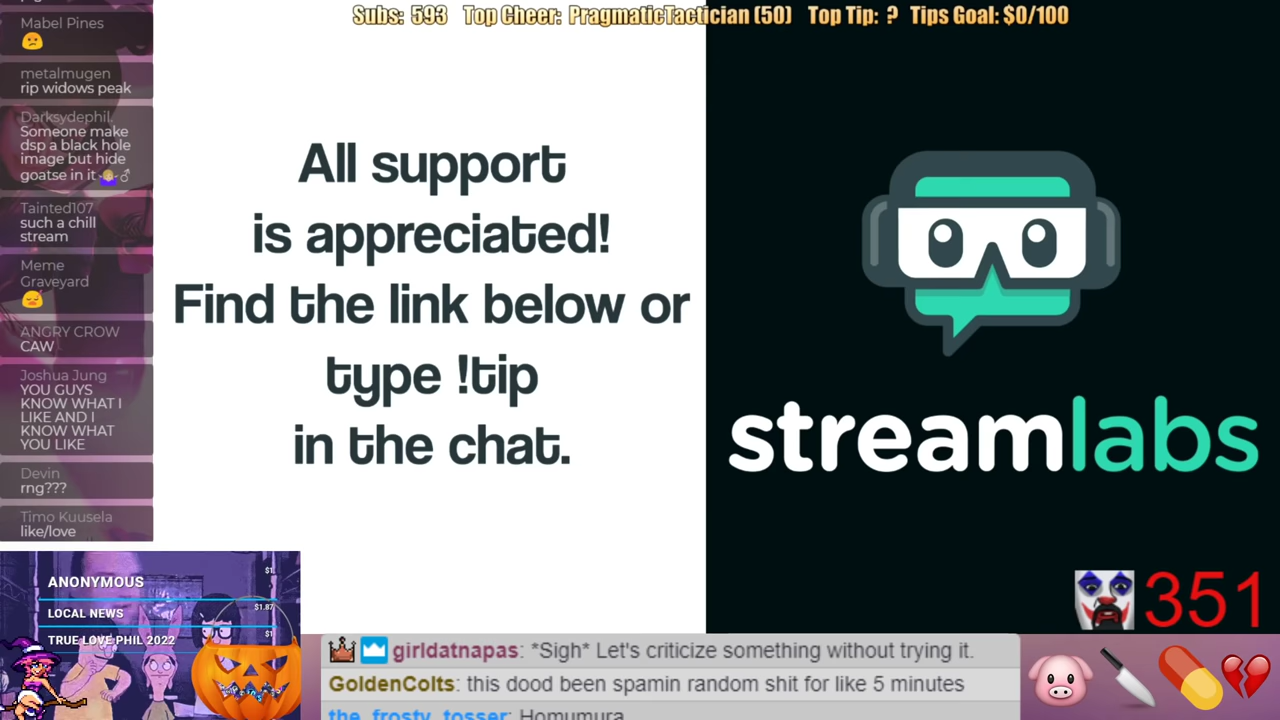 Subs: 593 Top Cheer: PragmaticTactician (50) Top Tip: ? Tips Goal: $0/100
Mabel Pines
metalmugen
rip widows peak
Darksydephil.
Someone make
dsp a black hole
image but hide
goatse in it
Tainted107
such a chill
stream
Meme
Graveyard
ANGRY CROW
CAW
Joshua Jung
YOU GUYS
KNOW WHAT I
LIKE AND I
KNOW WHAT
YOU LIKE
Devin
rng???
Timo Kuusela
like/love
All support
is appreciated!
Find the link below or
type !tip
in the chat.
streamlabs
351
ANONYMOUS $1
LOCAL NEWS $1.87
TRUE LOVE PHIL 2022 $1
girldatnapas: *Sigh* Let's criticize something without trying it.
GoldenColts: this dood been spamin random shit for like 5 minutes
the_frosty_tosser: Homumura